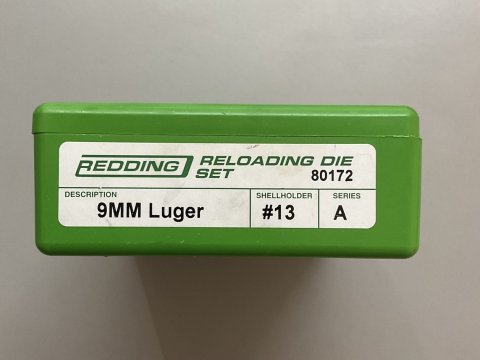 REDDING RELOADING DIE
SET 80172
DESCRIPTION SHELLHOLDER SERIES
9MM Luger #13 A